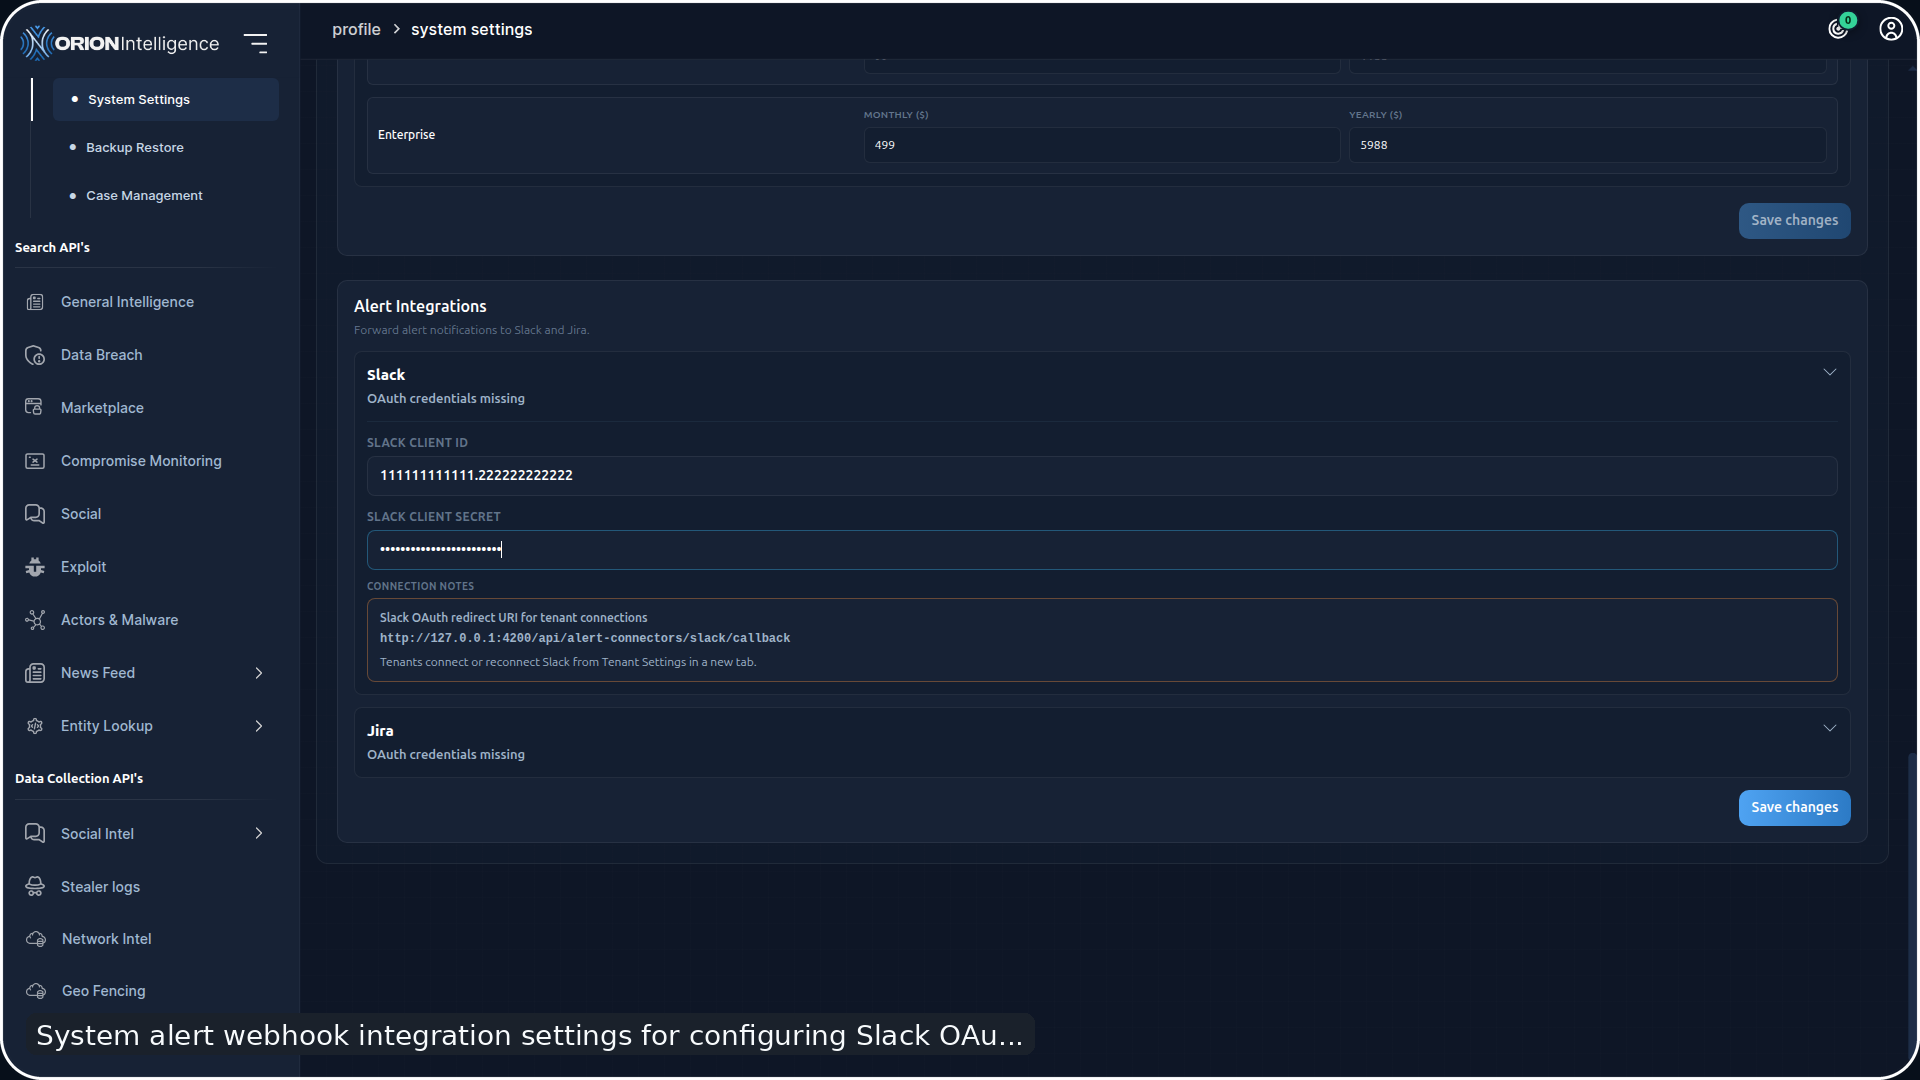 ORIONIntelligence
profile > system settings
0
System Settings
Backup Restore
Case Management
Search API's
General Intelligence
Data Breach
Marketplace
Compromise Monitoring
Social
Exploit
Actors & Malware
News Feed
Entity Lookup
Data Collection API's
Social Intel
Stealer logs
Network Intel
Geo Fencing
MONTHLY ($)
YEARLY ($)
Enterprise
499
5988
Save changes
Alert Integrations
Forward alert notifications to Slack and Jira.
Slack
OAuth credentials missing
SLACK CLIENT ID
111111111111.222222222222
SLACK CLIENT SECRET
••••••••••••••••••••••••
CONNECTION NOTES
Slack OAuth redirect URI for tenant connections
http://127.0.0.1:4200/api/alert-connectors/slack/callback
Tenants connect or reconnect Slack from Tenant Settings in a new tab.
Jira
OAuth credentials missing
Save changes
System alert webhook integration settings for configuring Slack OAu...